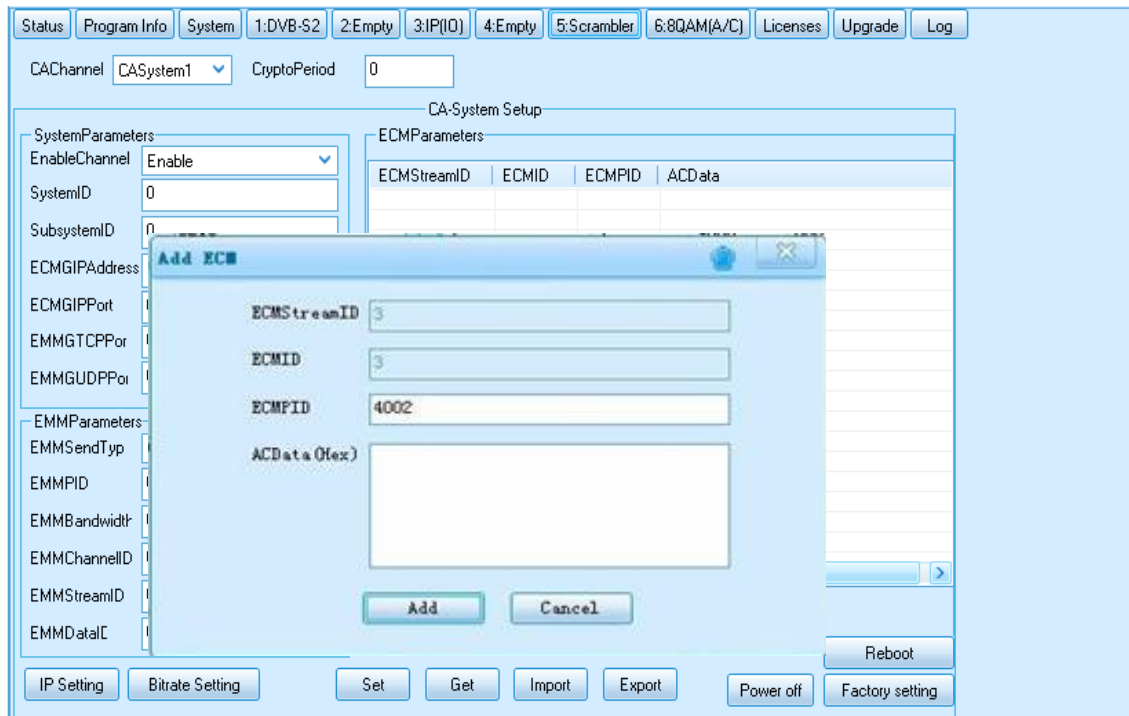 Status Program Info System 1:DVB-S2 2:Empty 3:IP(IO) 4:Empty 5:Scrambler 6:8QAM(A/C) Licenses Upgrade Log
CAChannel CASystem1 CryptoPeriod 0
CA-System Setup
SystemParameters ECMParameters
EnableChannel Enable
ECMStreamID ECMID ECMPID ACData
SystemID 0
SubsystemID
Add ECM
ECMGIPAddress
ECMGIPPort
EMMGTCPPor
EMMGUDPPor
ECMStreamID 3
ECMID 3
ECMPID 4002
ACData(Hex)
Add Cancel
EMMParameters
EMMSendTyp
EMMPID
EMMBandwidth
EMMChannelID
EMMStreamID
EMMDataID
Reboot
IP Setting Bitrate Setting Set Get Import Export Power off Factory setting